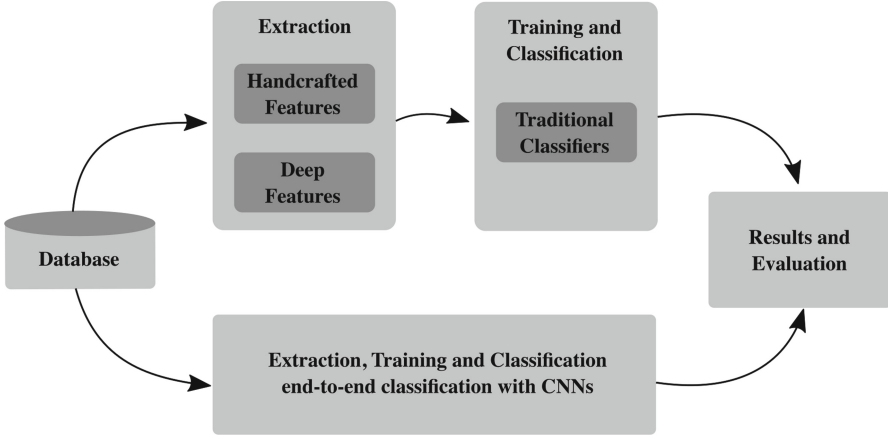 Extraction
Handcrafted
Features
Deep
Features
Training and
Classification
Traditional
Classifiers
Database
Results and
Evaluation
Extraction, Training and Classification
end-to-end classification with CNNs